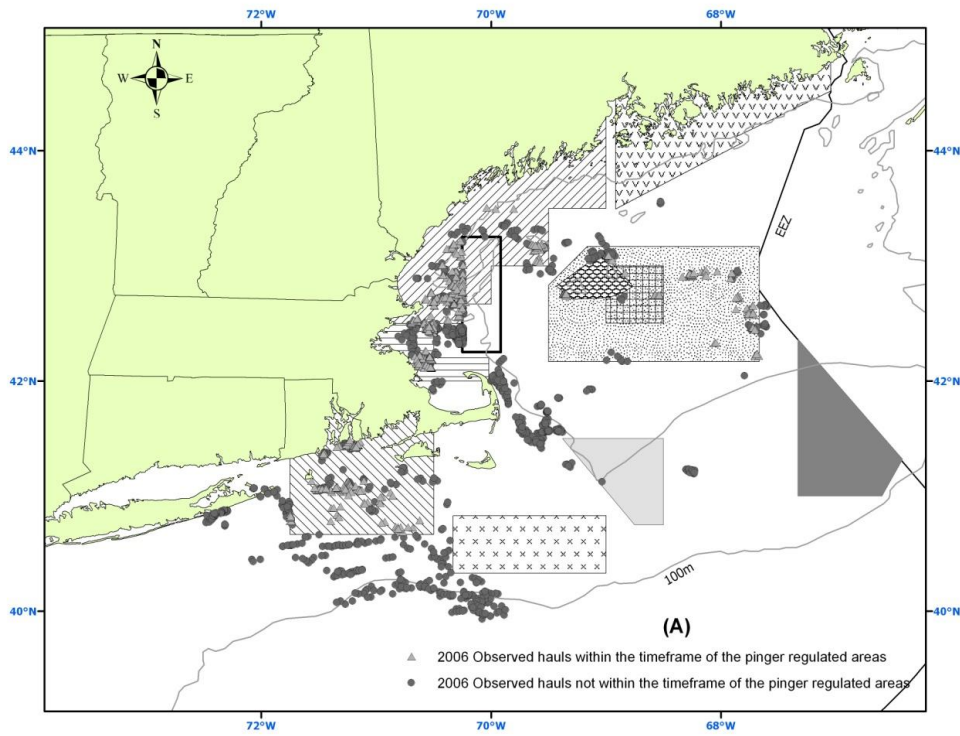 72°W 70°W 68°W
N
W E
S
44°N 44°N
EEZ
42°N 42°N
100m
40°N 40°N
(A)
2006 Observed hauls within the timeframe of the pinger regulated areas
2006 Observed hauls not within the timeframe of the pinger regulated areas
72°W 70°W 68°W